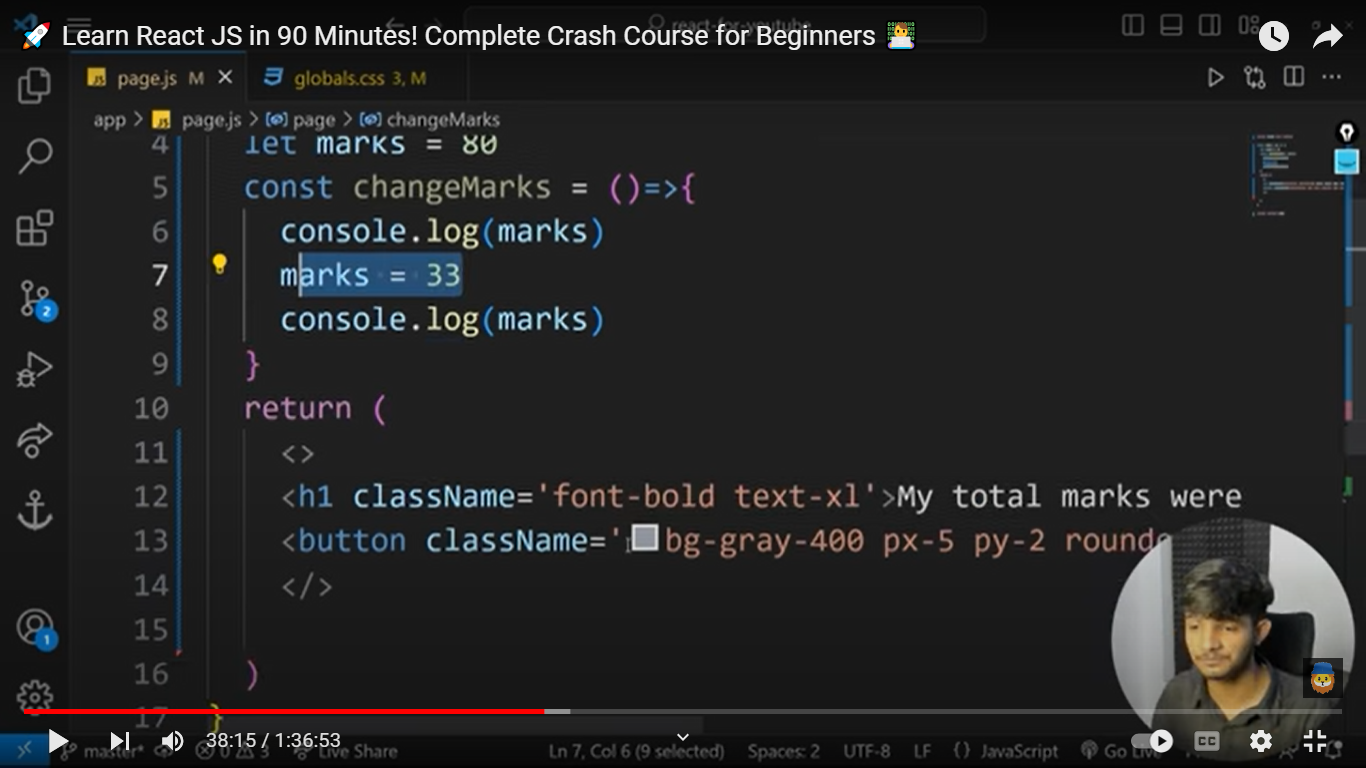 🚀 Learn React JS in 90 Minutes! Complete Crash Course for Beginners 👨‍💻
react-for-youtube
page.js M
globals.css 3, M
app > page.js > page > changeMarks
4 let marks = 80
5 const changeMarks = ()=>{
6 console.log(marks)
7 marks = 33
8 console.log(marks)
9 }
10 return (
11 <>
12 <h1 className='font-bold text-xl'>My total marks were
13 <button className='bg-gray-400 px-5 py-2 rounde
14 </>
15
16 )
17 }
2
1
38:15 / 1:36:53
CC
master* 0 3 Live Share Ln 7, Col 6 (9 selected) Spaces: 2 UTF-8 LF {} JavaScript Go Live